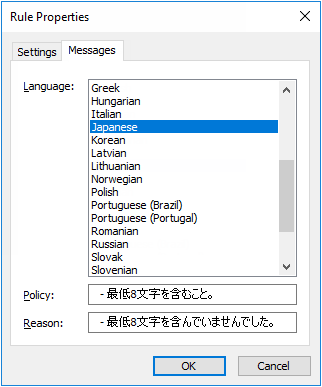 Rule Properties
Settings
Messages
Language:
Greek
Hungarian
Italian
Japanese
Korean
Latvian
Lithuanian
Norwegian
Polish
Portuguese (Brazil)
Portuguese (Portugal)
Romanian
Russian
Slovak
Slovenian
Policy:
- 最低8文字を含むこと。
Reason:
- 最低8文字を含んでいませんでした。
OK
Cancel